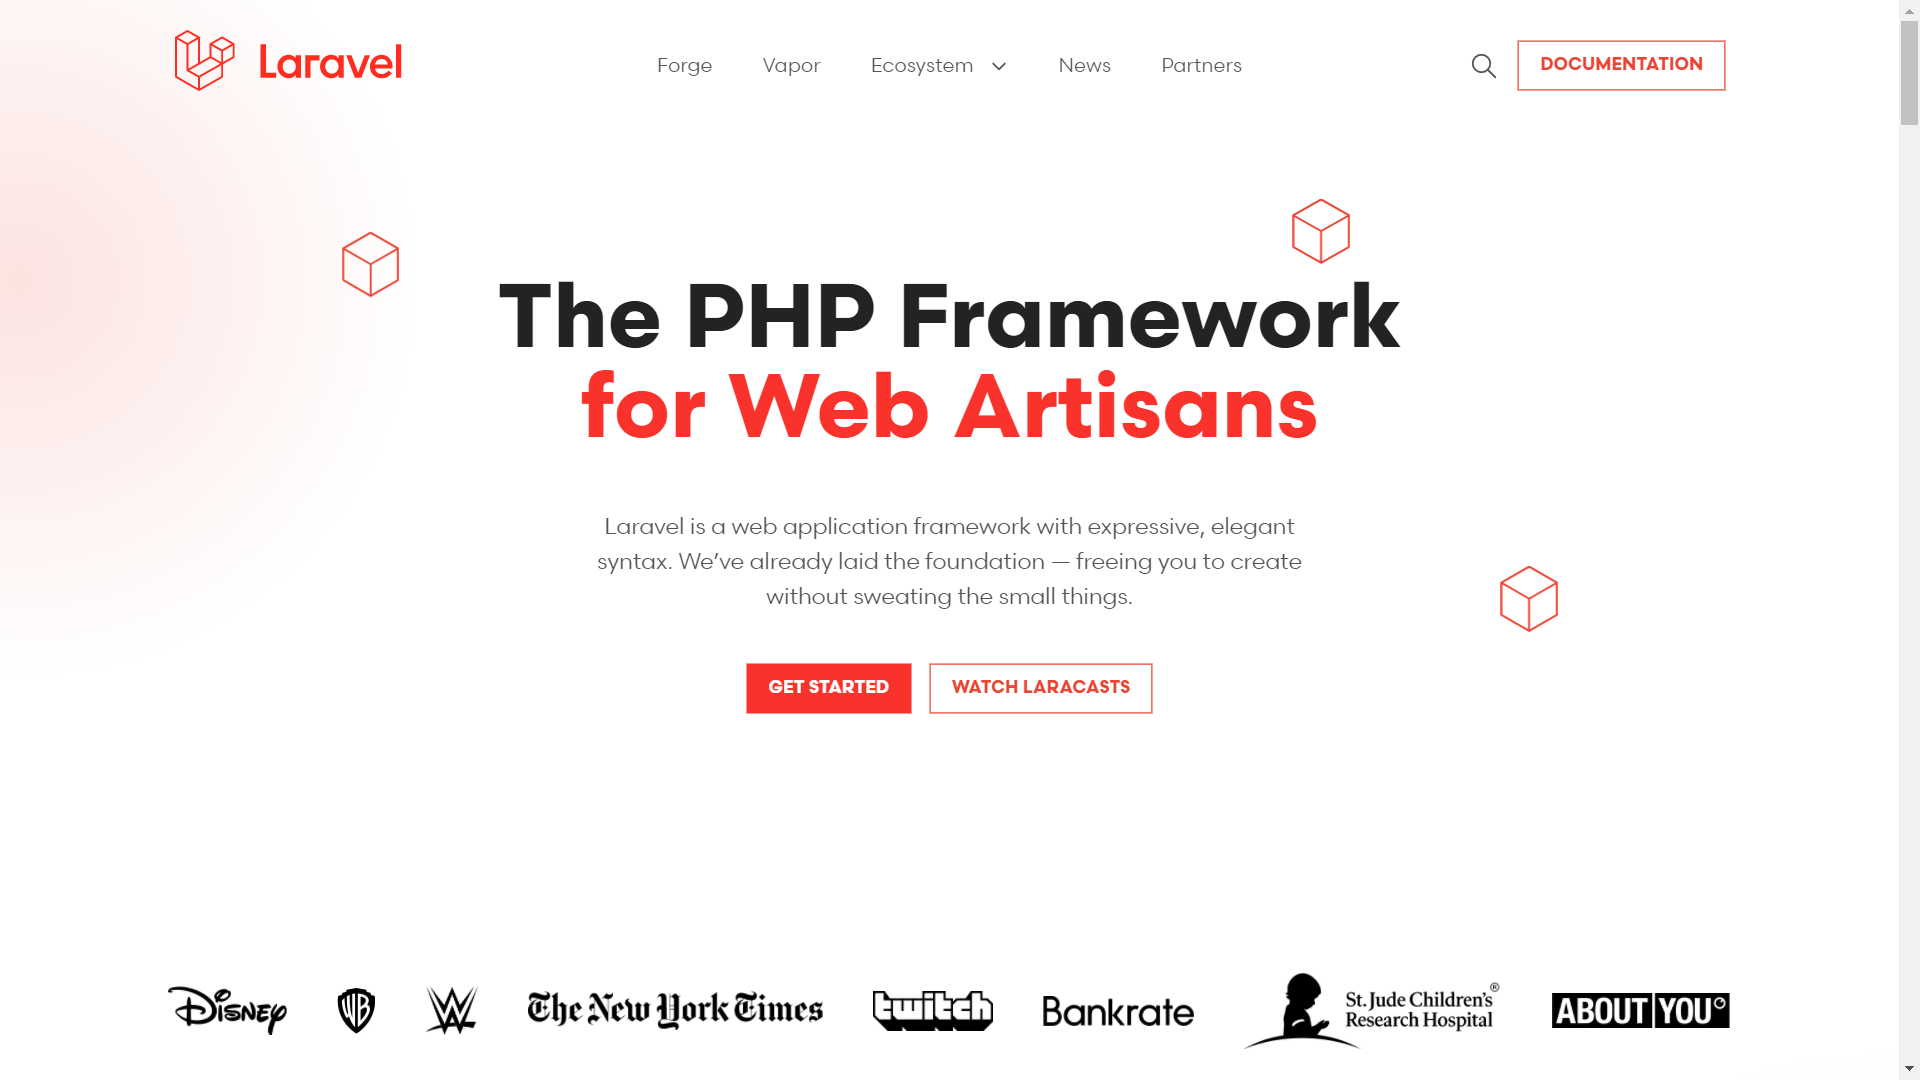 Laravel
Forge
Vapor
Ecosystem
News
Partners
DOCUMENTATION
The PHP Framework
for Web Artisans
Laravel is a web application framework with expressive, elegant
syntax. We’ve already laid the foundation — freeing you to create
without sweating the small things.
GET STARTED
WATCH LARACASTS
Disney
WB
W
The New York Times
twitch
Bankrate
St. Jude Children's®
Research Hospital
ABOUT YOU